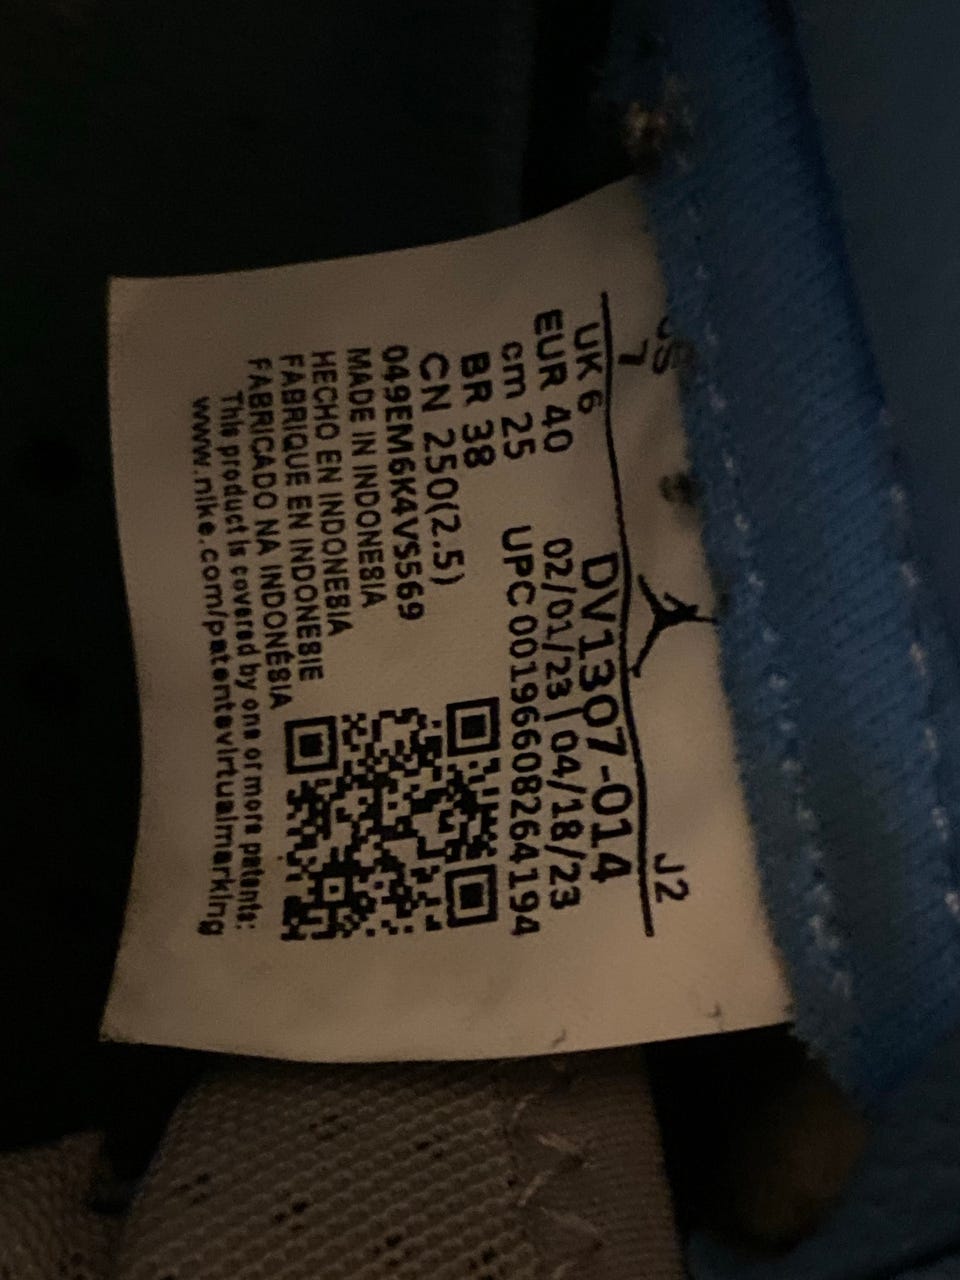 US 7
J2
UK 6
DV1307-014
EUR 40
02/01/23|04/18/23
cm 25
UPC 00196608264194
BR 38
CN 250(2.5)
049EM6K4VS569
MADE IN INDONESIA
HECHO EN INDONESIA
FABRIQUE EN INDONESIE
FABRICADO NA INDONÉSIA
This product is covered by one or more patents:
www.nike.com/patentevirtualmarking